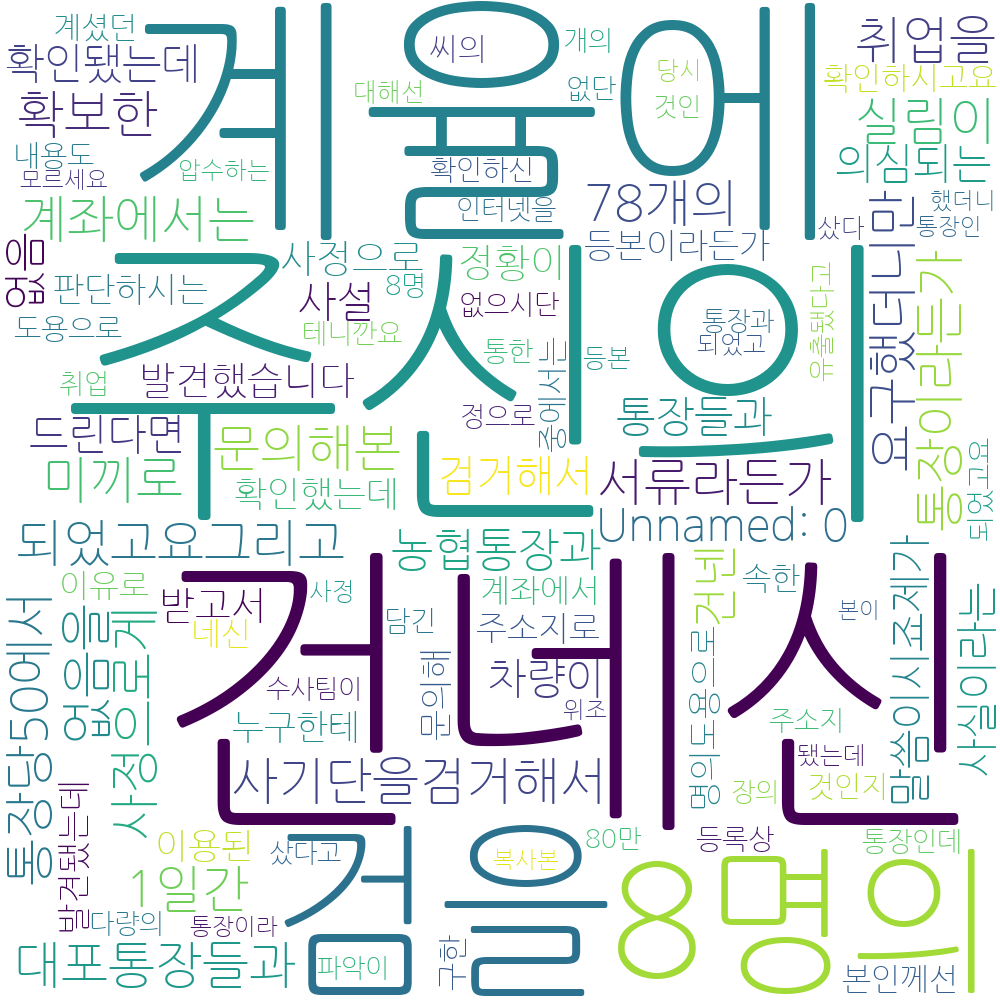 계셨던
씨의
개의
당시
취업을
확인됐는데
계율에
대해선
없단
것인
확인하시고요
확보한
실림이
내용도
모르세요
압수하는
확인하신
인터넷을
78개의
의심되는
했더니
통장인
계좌에서는
샀다
요구했더니만
없음
사정으로
8명
정황이
등본이라든가
판단하시는
사설
없으시단
주신의
유출됐다고
통장이라든가
도용으로
테니깐요
통한
중에서는
등본
통장과
되었고
취업
발견했습니다
정으로
통장들과
드린다면
문의해본
미끼로
확인했는데
검거해서
서류라든가
되었고요
되었고요그리고
농협통장과
Unnamed: 0
이유로
받고서
네신
사정
담긴
계좌에서
주소지로
건넨
속한
본이
통장당50에서
없음을
사정으로게
건네신
수사팀이
누구한테
문의해
차량이
위조
명의도용으로
주소지
말씀이시죠제가
사실이라는
됐는데
사기단을검거해서
장의
것인지
발견됐는데
이용된
샀다고
검을
복사본
80만
등록상
8명의
통장인데
1일간
다량의
통장이라
구한
대포통장들과
파악이
본인께선